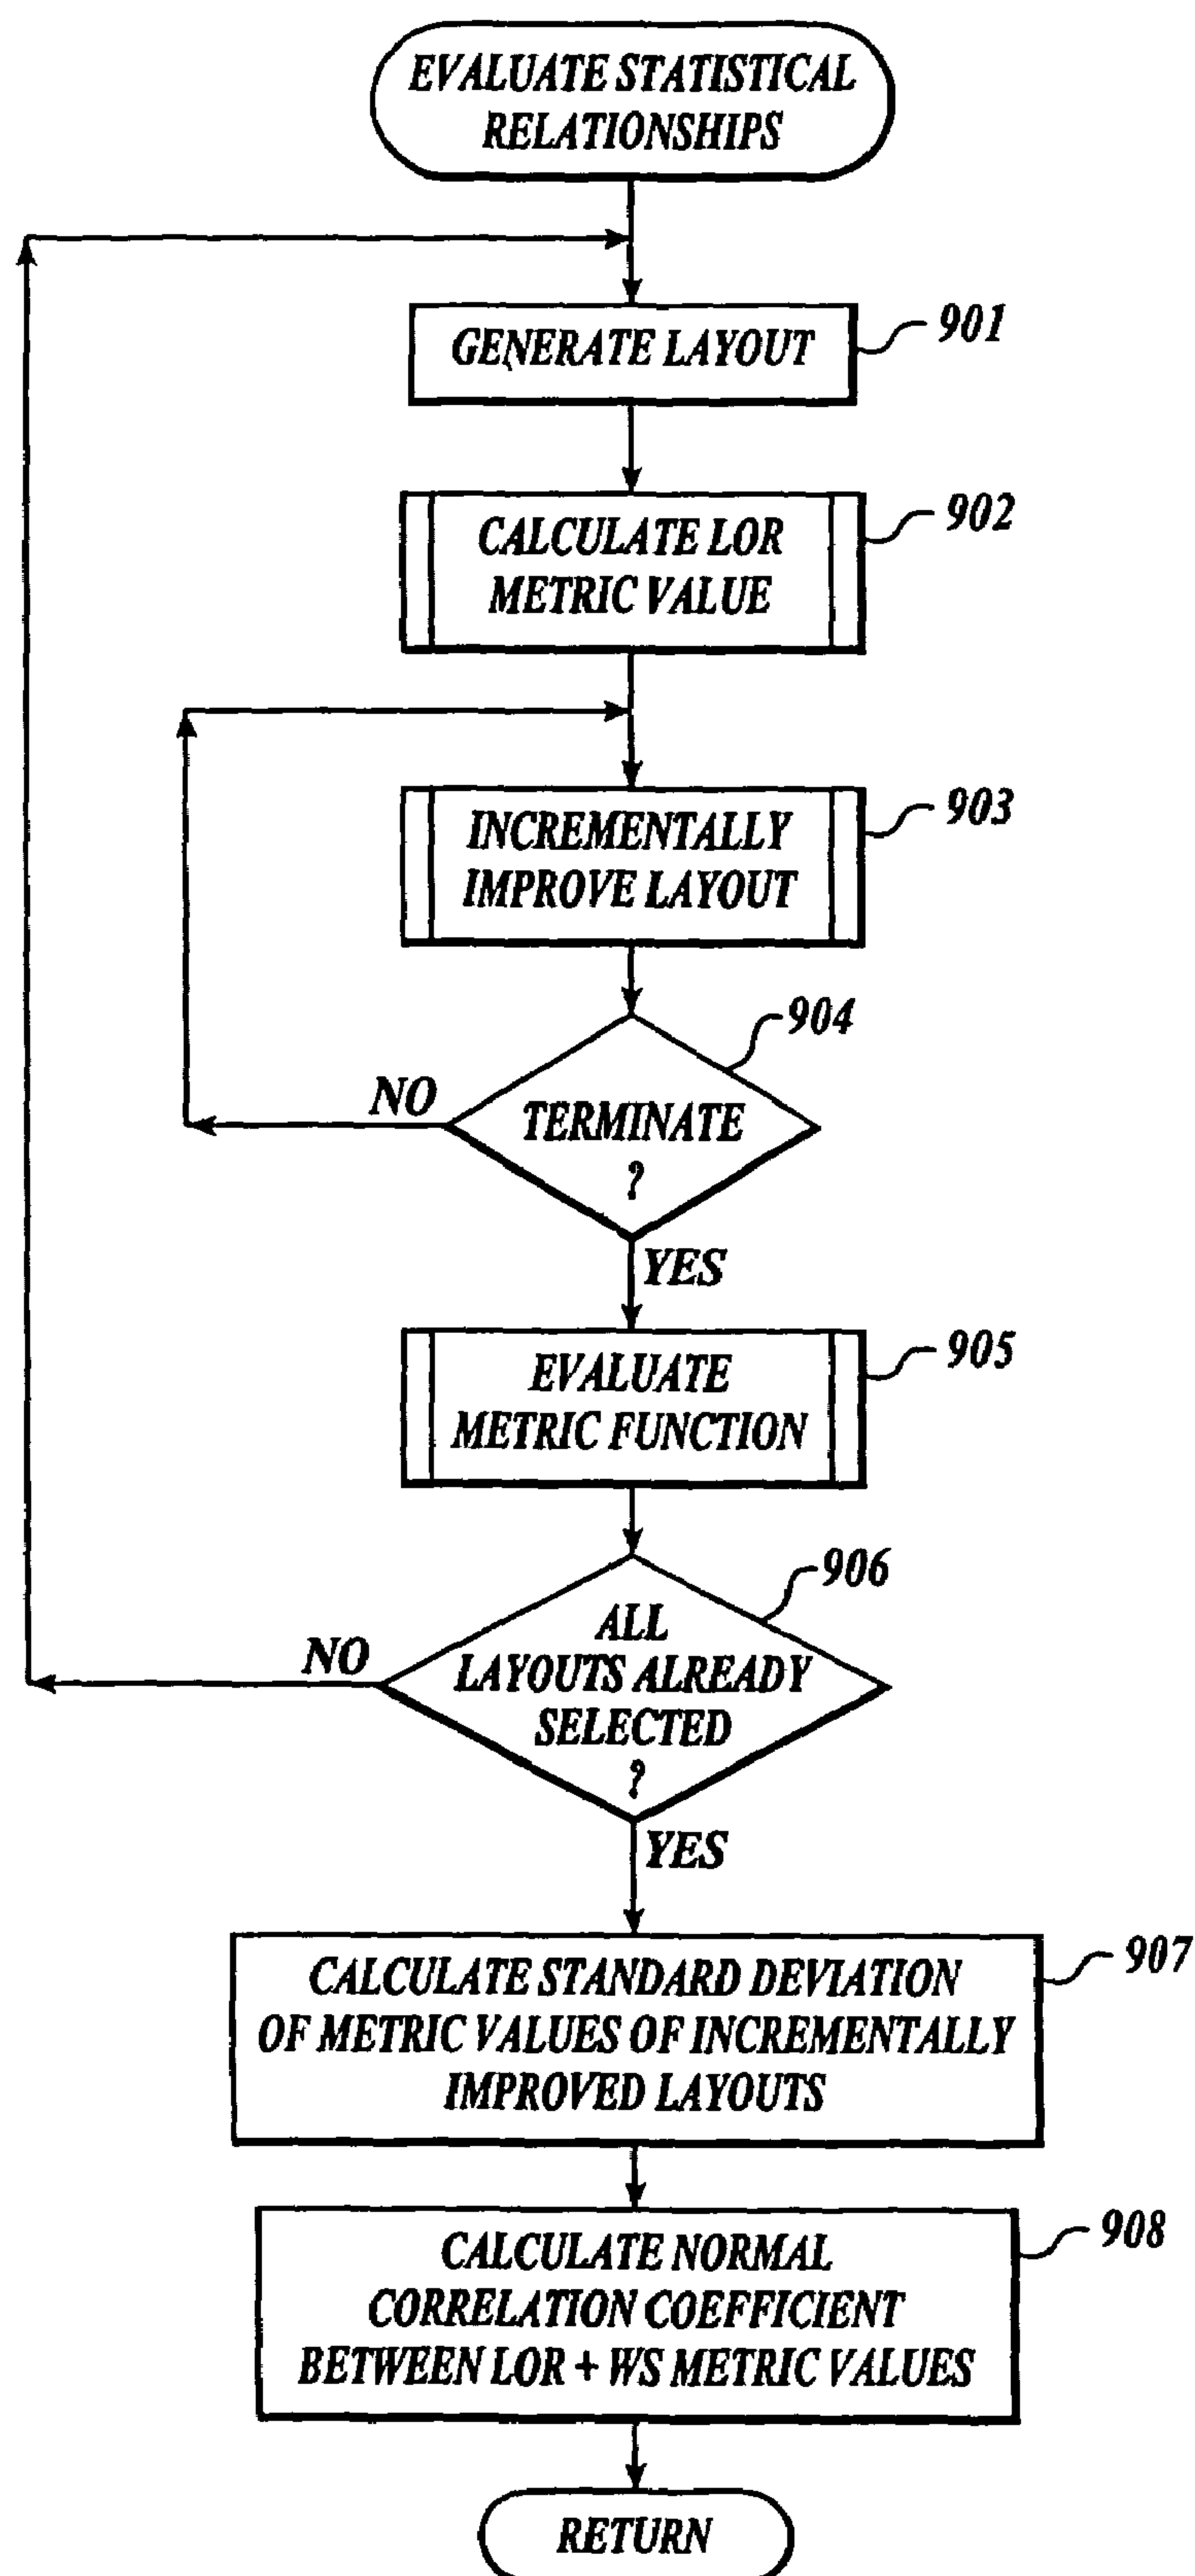 EVALUATE STATISTICAL
RELATIONSHIPS
GENERATE LAYOUT
901
CALCULATE LOR
METRIC VALUE
902
INCREMENTALLY
IMPROVE LAYOUT
903
904
TERMINATE
?
NO
YES
EVALUATE
METRIC FUNCTION
905
906
ALL
LAYOUTS ALREADY
SELECTED
?
NO
YES
CALCULATE STANDARD DEVIATION
OF METRIC VALUES OF INCREMENTALLY
IMPROVED LAYOUTS
907
CALCULATE NORMAL
CORRELATION COEFFICIENT
BETWEEN LOR + WS METRIC VALUES
908
RETURN